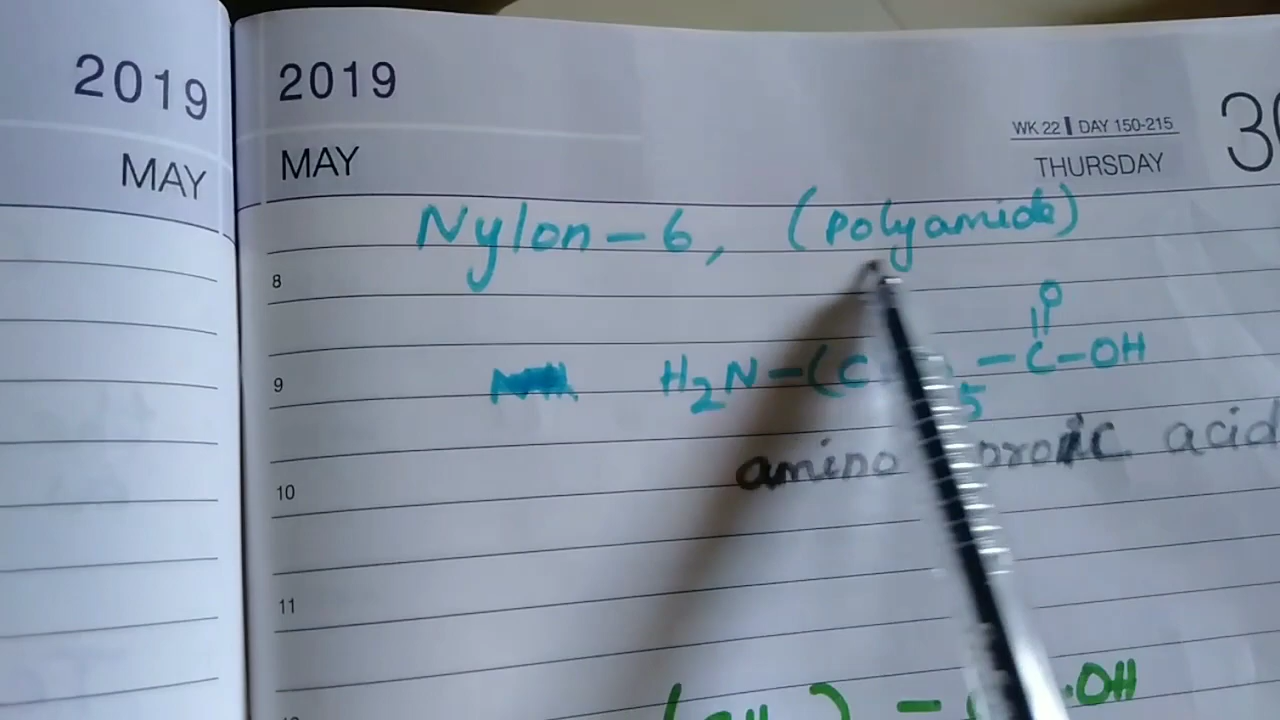 2019
MAY
2019
MAY
WK 22 DAY 150-215
THURSDAY
Nylon-6, (polyamide)
8
O
9
H2N-(C 5 -C-OH
amino oroic acid
10
11
OH